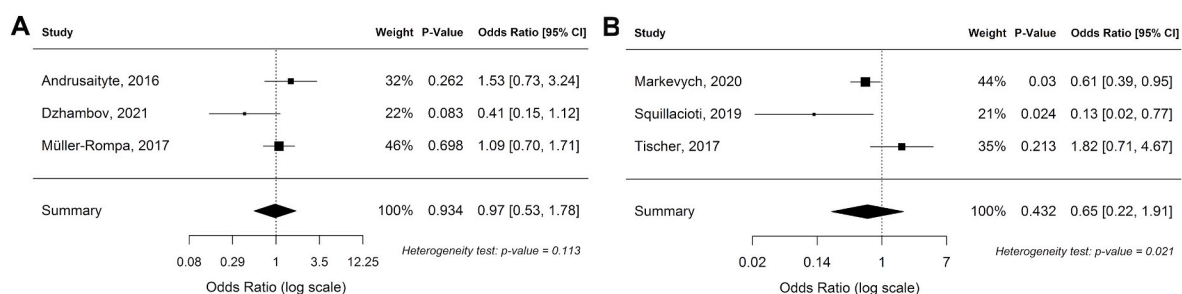 A
Study Weight P-Value Odds Ratio [95% CI]
Andrusaityte, 2016 32% 0.262 1.53 [0.73, 3.24]
Dzhambov, 2021 22% 0.083 0.41 [0.15, 1.12]
Müller-Rompa, 2017 46% 0.698 1.09 [0.70, 1.71]
Summary 100% 0.934 0.97 [0.53, 1.78]
Heterogeneity test: p-value = 0.113
0.08 0.29 1 3.5 12.25
Odds Ratio (log scale)
B
Study Weight P-Value Odds Ratio [95% CI]
Markevych, 2020 44% 0.03 0.61 [0.39, 0.95]
Squillacioti, 2019 21% 0.024 0.13 [0.02, 0.77]
Tischer, 2017 35% 0.213 1.82 [0.71, 4.67]
Summary 100% 0.432 0.65 [0.22, 1.91]
Heterogeneity test: p-value = 0.021
0.02 0.14 1 7
Odds Ratio (log scale)